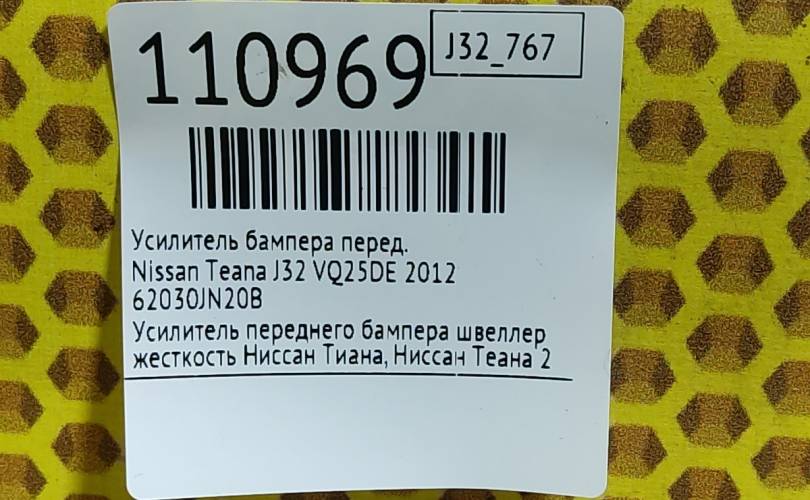 110969
J32_767
Усилитель бампера перед.
Nissan Teana J32 VQ25DE 2012
62030JN20B
Усилитель переднего бампера швеллер
жесткость Ниссан Тиана, Ниссан Теана 2